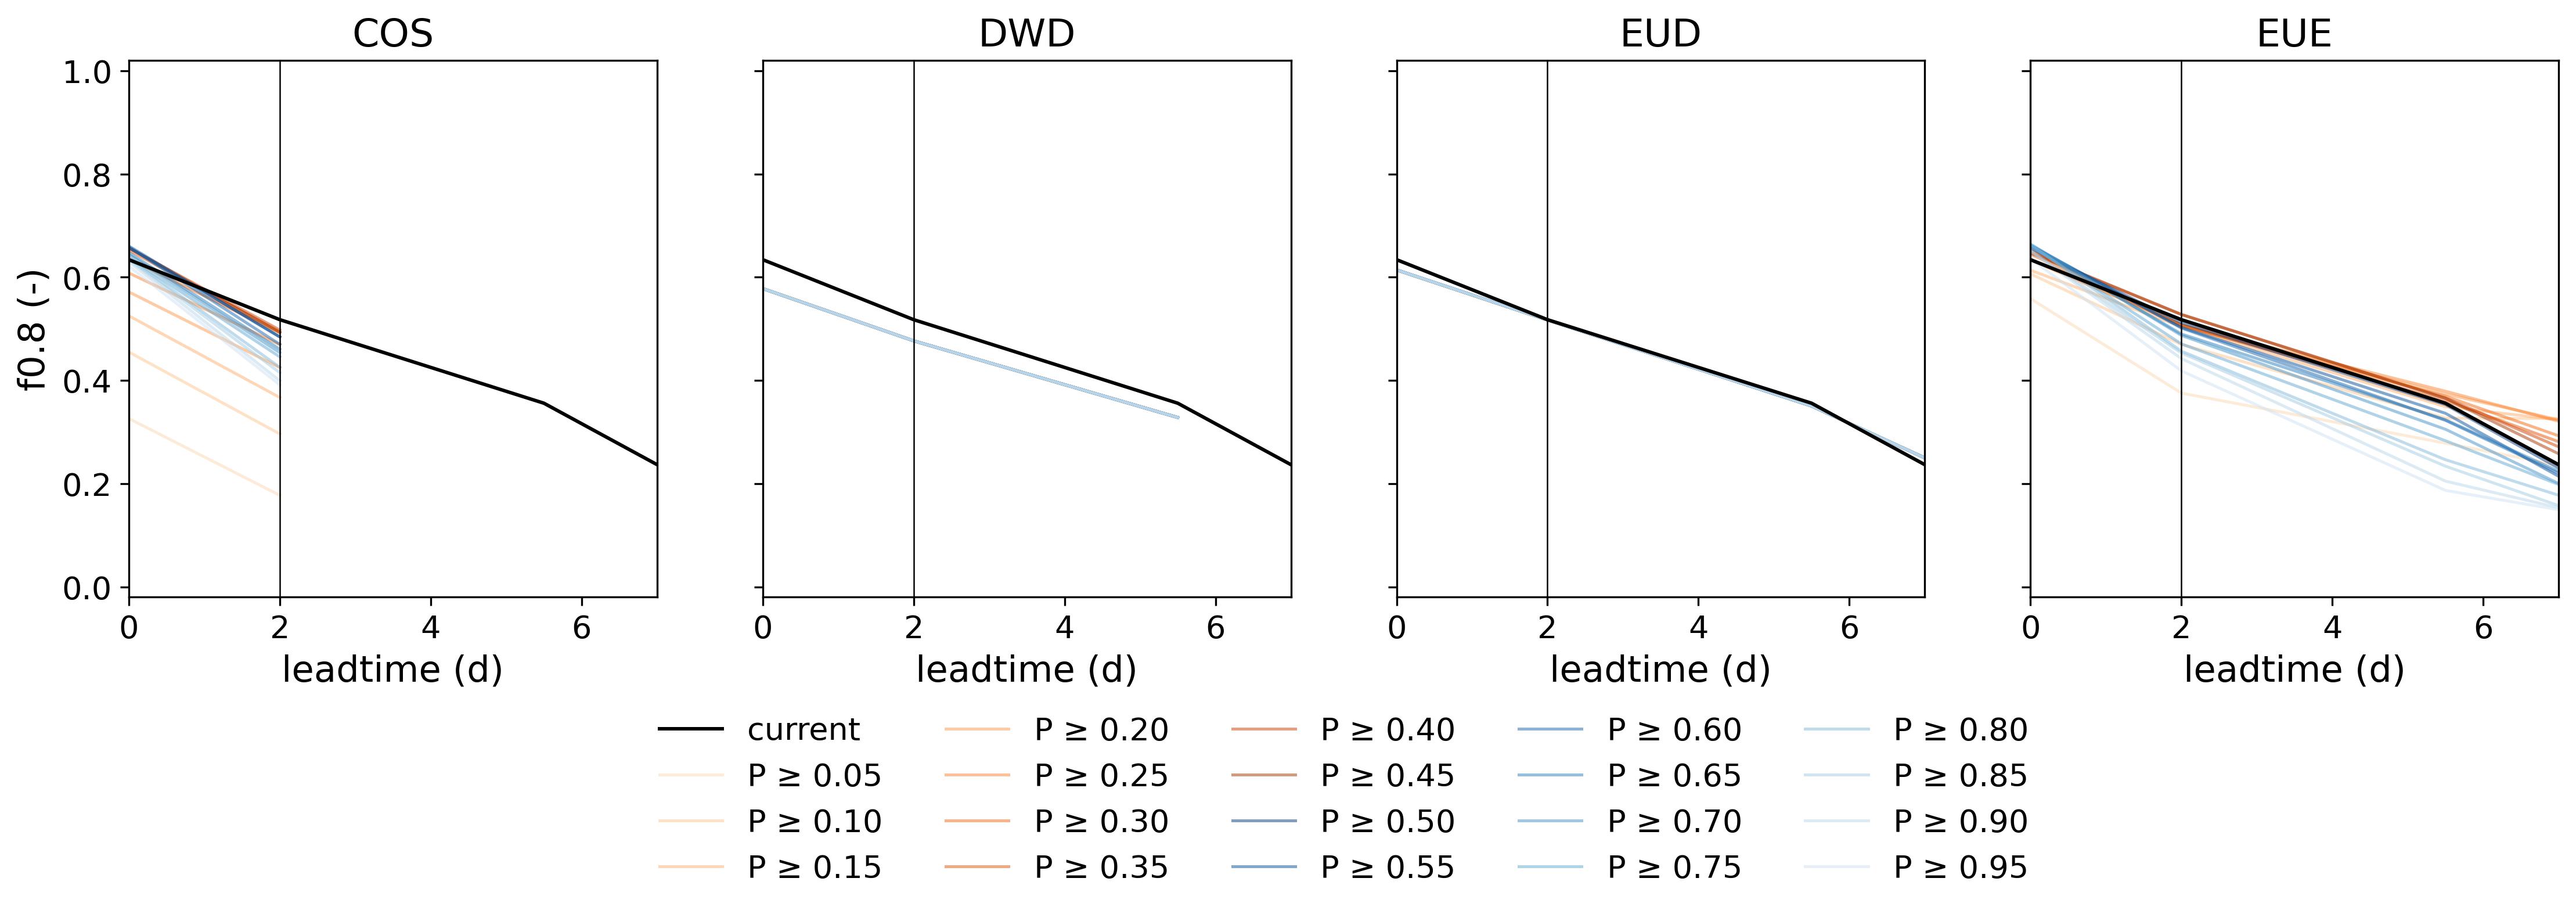 COS DWD EUD EUE
1.0
0.8
0.6
0.4
0.2
0.0
f0.8 (-)
0 2 4 6 0 2 4 6 0 2 4 6 0 2 4 6
leadtime (d) leadtime (d) leadtime (d) leadtime (d)
current P ≥ 0.20 P ≥ 0.40 P ≥ 0.60 P ≥ 0.80
P ≥ 0.05 P ≥ 0.25 P ≥ 0.45 P ≥ 0.65 P ≥ 0.85
P ≥ 0.10 P ≥ 0.30 P ≥ 0.50 P ≥ 0.70 P ≥ 0.90
P ≥ 0.15 P ≥ 0.35 P ≥ 0.55 P ≥ 0.75 P ≥ 0.95